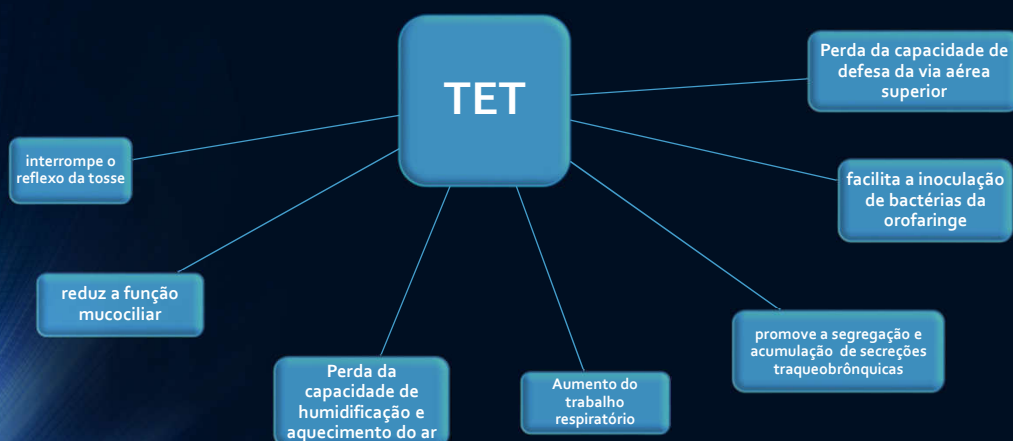 TET
Perda da capacidade de
defesa da via aérea
superior
interrompe o
reflexo da tosse
facilita a inoculação
de bactérias da
orofaringe
reduz a função
mucociliar
promove a segregação e
acumulação de secreções
traqueobrônquicas
Perda da
capacidade de
humidificação e
aquecimento do ar
Aumento do
trabalho
respiratório